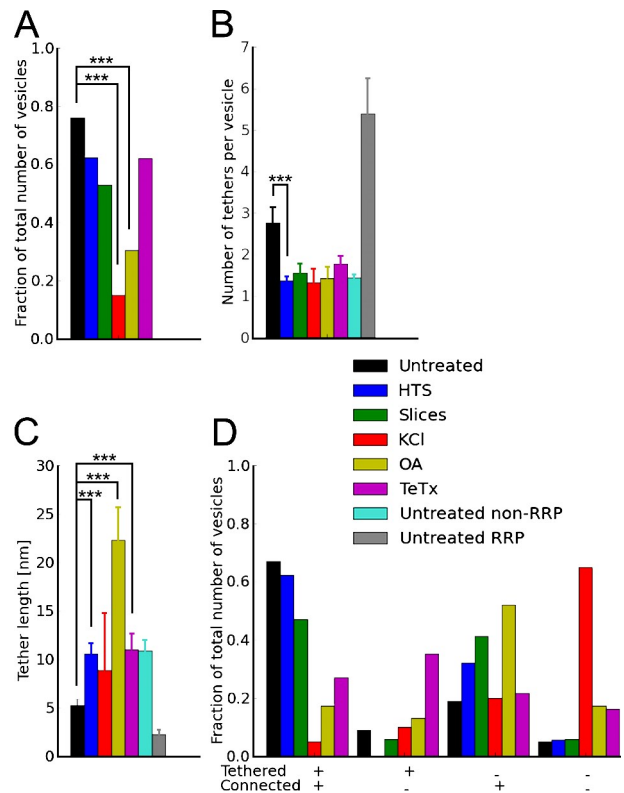 A
Fraction of total number of vesicles
1.0
0.8
0.6
0.4
0.2
0.0
***
***
B
Number of tethers per vesicle
7
6
5
4
3
2
1
0
***
Untreated
HTS
Slices
KCl
OA
TeTx
Untreated non-RRP
Untreated RRP
C
Tether length [nm]
30
25
20
15
10
5
0
***
***
***
D
Fraction of total number of vesicles
1.0
0.8
0.6
0.4
0.2
0.0
Tethered + + - -
Connected + - + -